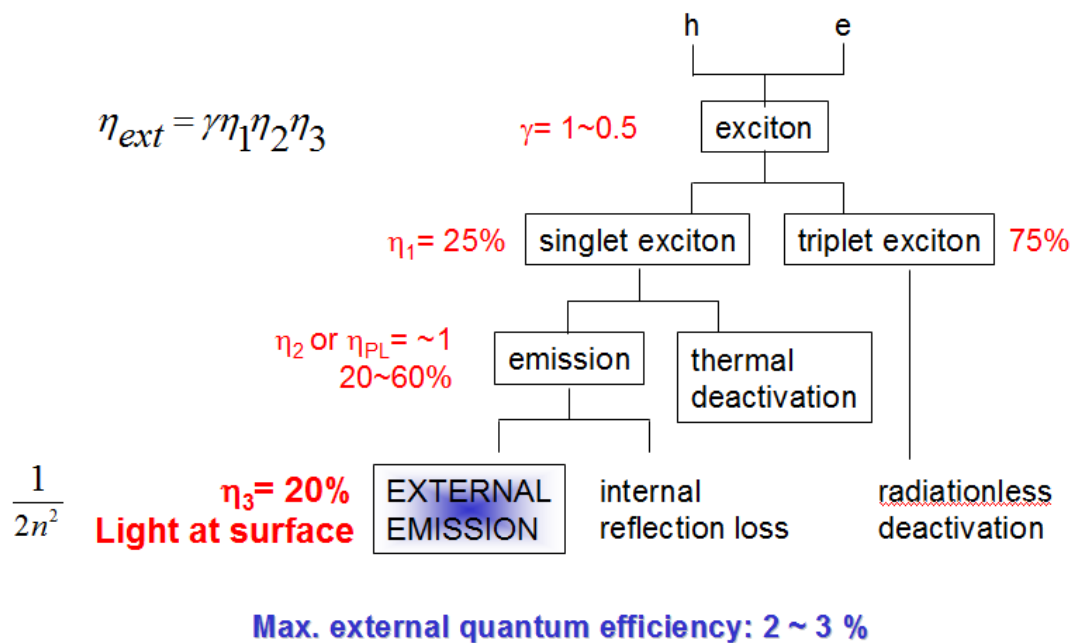 h e
η_ext = γη₁η₂η₃
γ= 1~0.5
exciton
η₁= 25%
singlet exciton
triplet exciton
75%
η₂ or η_PL= ~1
20~60%
emission
thermal
deactivation
1/2n²
η₃= 20%
Light at surface
EXTERNAL
EMISSION
internal
reflection loss
radiationless
deactivation
Max. external quantum efficiency: 2 ~ 3 %